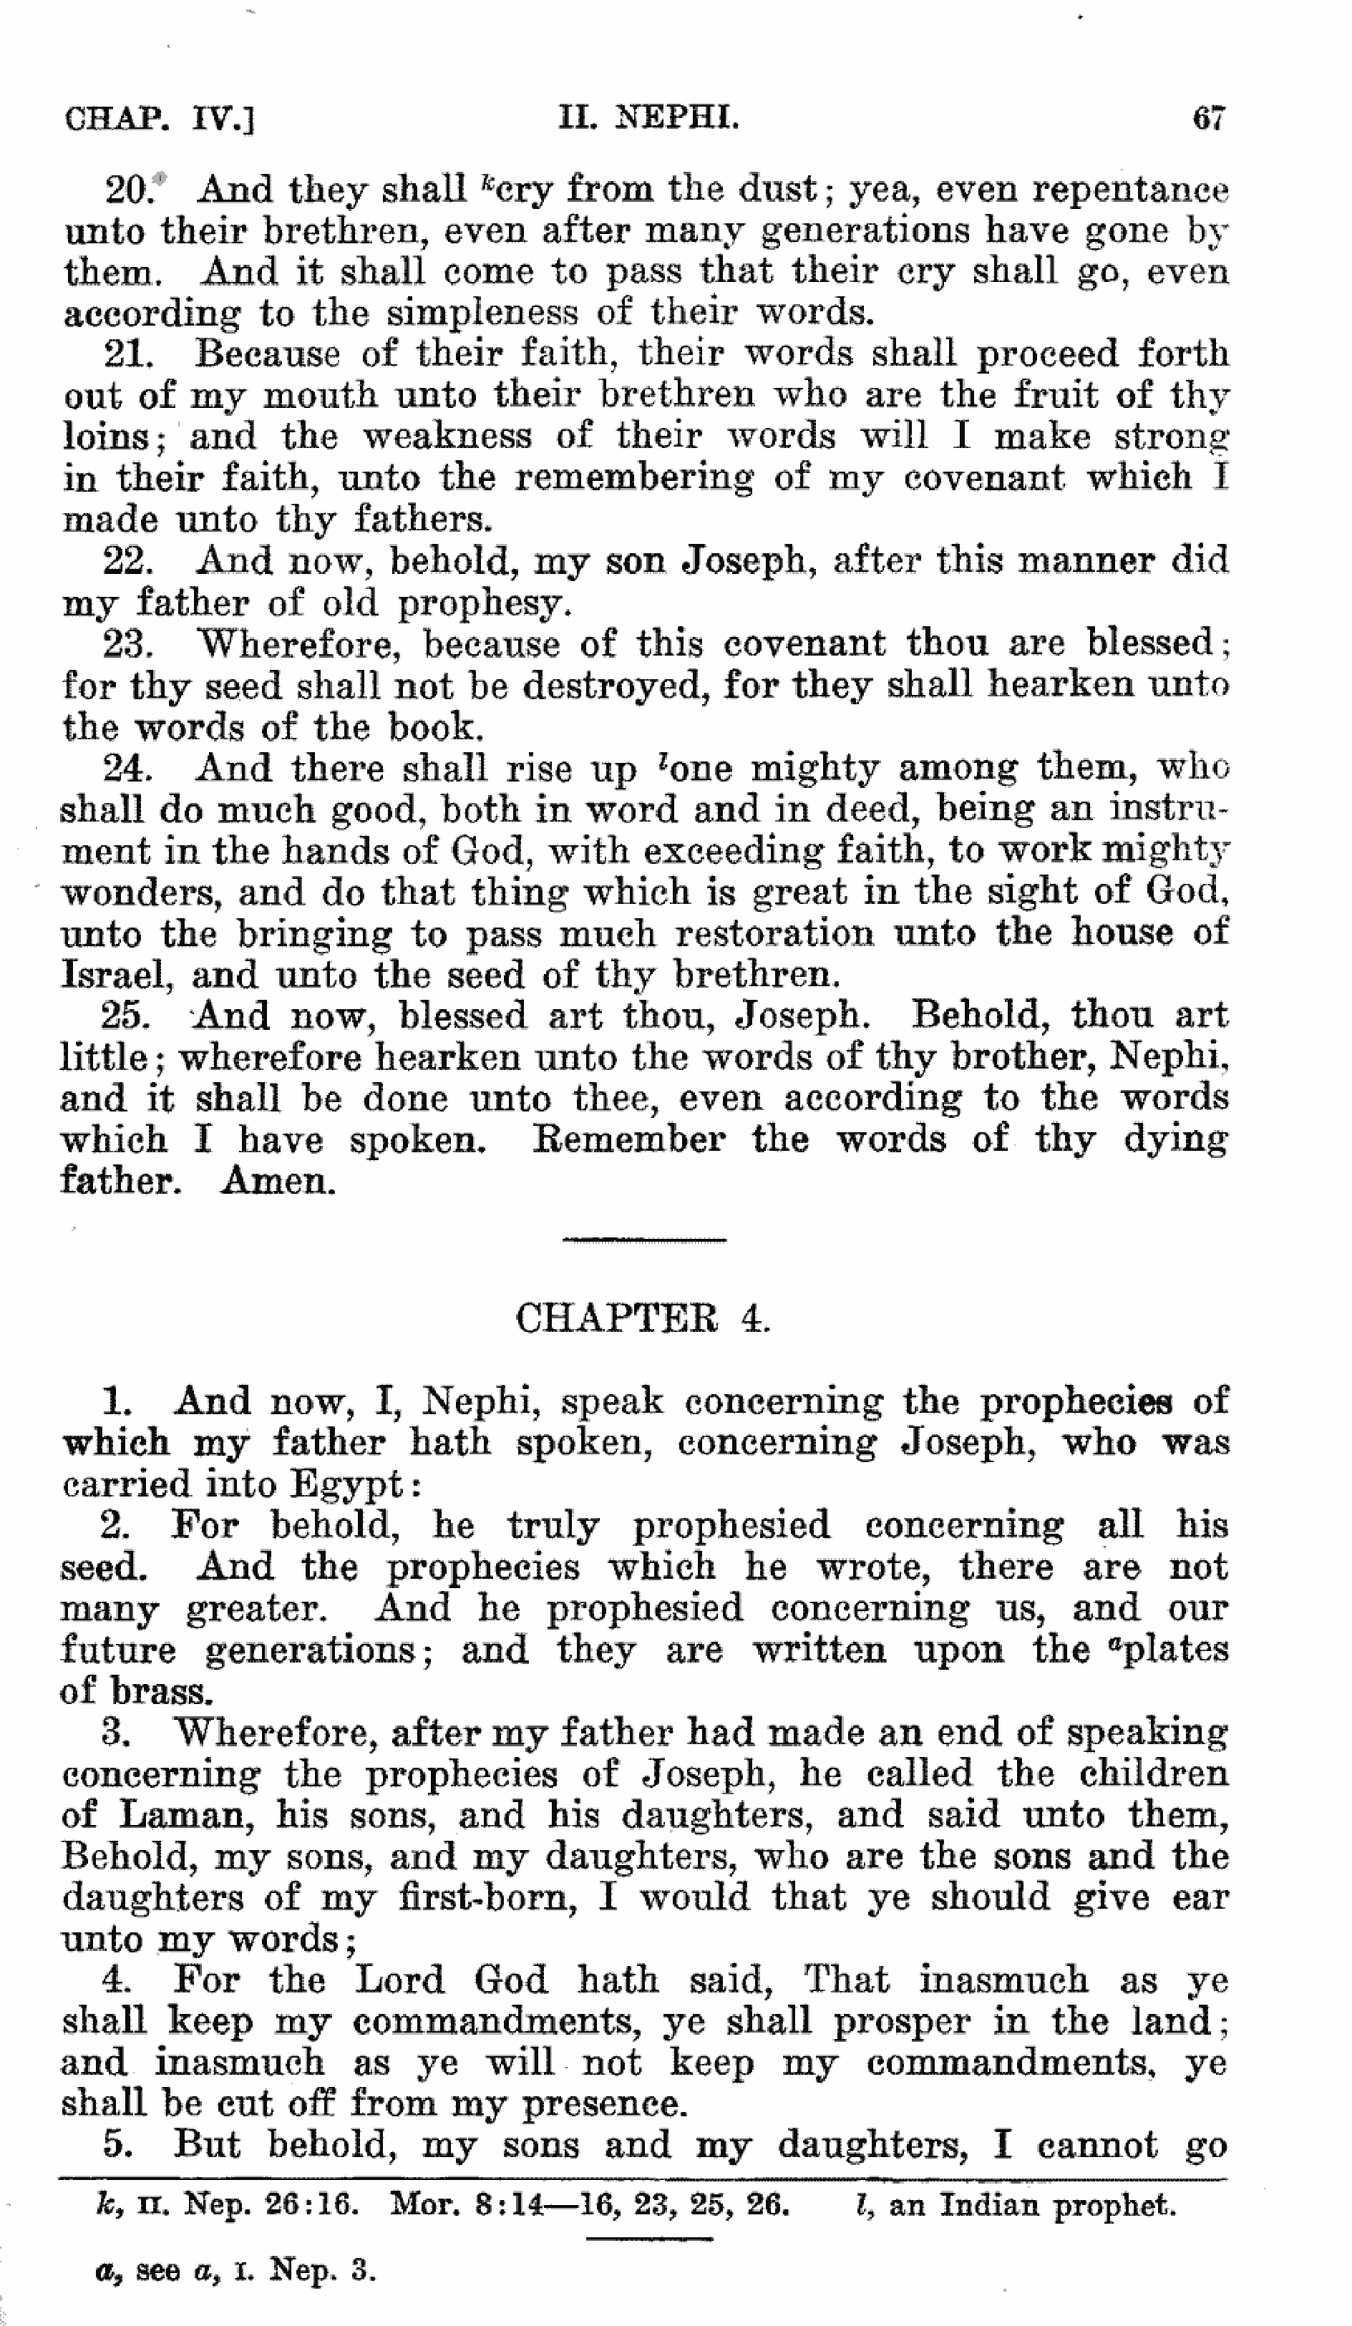 CHAP. IV.] II. NEPHI. 67
20. And they shall kcry from the dust; yea, even repentance
unto their brethren, even after many generations have gone by
them. And it shall come to pass that their cry shall go, even
according to the simpleness of their words.
21. Because of their faith, their words shall proceed forth
out of my mouth unto their brethren who are the fruit of thy
loins; and the weakness of their words will I make strong
in their faith, unto the remembering of my covenant which I
made unto thy fathers.
22. And now, behold, my son Joseph, after this manner did
my father of old prophesy.
23. Wherefore, because of this covenant thou are blessed;
for thy seed shall not be destroyed, for they shall hearken unto
the words of the book.
24. And there shall rise up lone mighty among them, who
shall do much good, both in word and in deed, being an instru-
ment in the hands of God, with exceeding faith, to work mighty
wonders, and do that thing which is great in the sight of God,
unto the bringing to pass much restoration unto the house of
Israel, and unto the seed of thy brethren.
25. And now, blessed art thou, Joseph. Behold, thou art
little; wherefore hearken unto the words of thy brother, Nephi,
and it shall be done unto thee, even according to the words
which I have spoken. Remember the words of thy dying
father. Amen.
CHAPTER 4.
1. And now, I, Nephi, speak concerning the prophecies of
which my father hath spoken, concerning Joseph, who was
carried into Egypt:
2. For behold, he truly prophesied concerning all his
seed. And the prophecies which he wrote, there are not
many greater. And he prophesied concerning us, and our
future generations; and they are written upon the aplates
of brass.
3. Wherefore, after my father had made an end of speaking
concerning the prophecies of Joseph, he called the children
of Laman, his sons, and his daughters, and said unto them,
Behold, my sons, and my daughters, who are the sons and the
daughters of my first-born, I would that ye should give ear
unto my words;
4. For the Lord God hath said, That inasmuch as ye
shall keep my commandments, ye shall prosper in the land;
and inasmuch as ye will not keep my commandments, ye
shall be cut off from my presence.
5. But behold, my sons and my daughters, I cannot go
k, II. Nep. 26:16. Mor. 8:14—16, 23, 25, 26. l, an Indian prophet.
a, see a, I. Nep. 3.